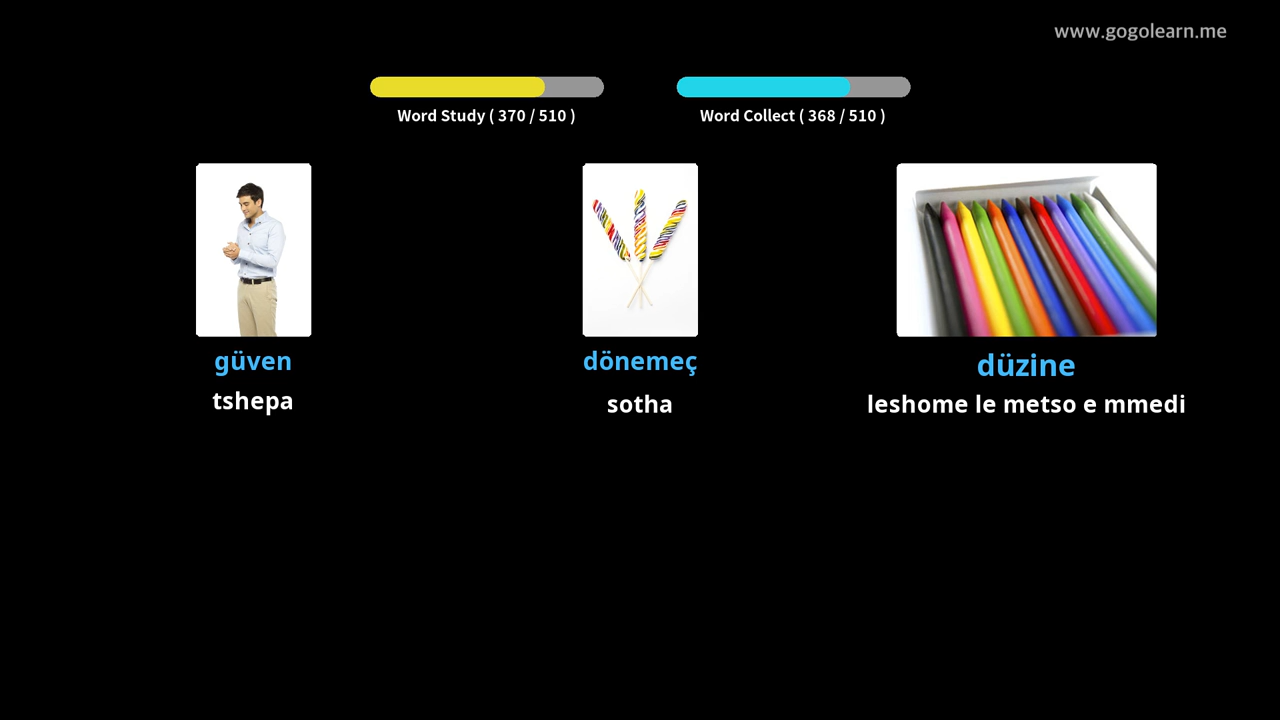 www.gogolearn.me
Word Study ( 370 / 510 )
Word Collect ( 368 / 510 )
güven
tshepa
dönemeç
sotha
düzine
leshome le metso e mmedi